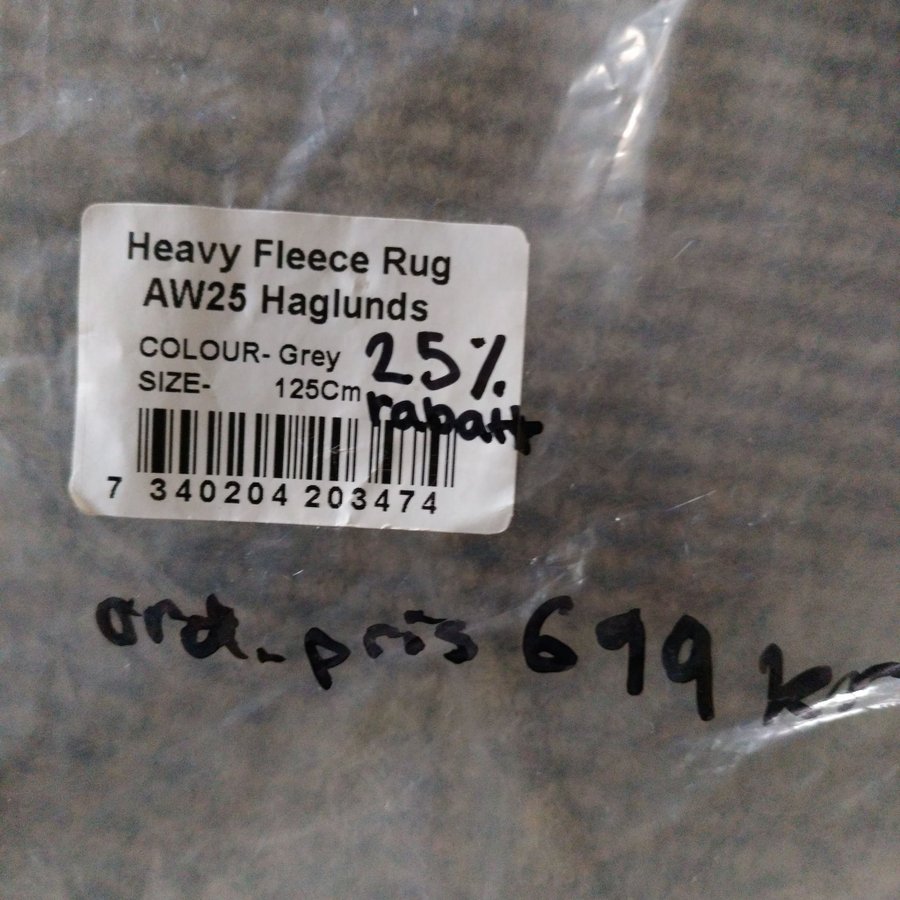 Heavy Fleece Rug
AW25 Haglunds
COLOUR- Grey
SIZE- 125Cm
25%
rabatt
7 340204 203474
ord. pris 699 kr